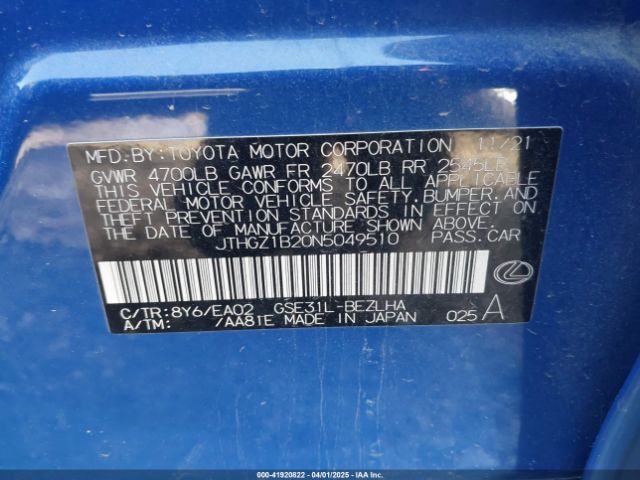 MFD.BY:TOYOTA MOTOR CORPORATION 11/21
GVWR 4700LB GAWR FR 2470LB RR 2545LB
THIS VEHICLE CONFORMS TO ALL APPLICABLE
FEDERAL MOTOR VEHICLE SAFETY,BUMPER,AND
THEFT PREVENTION STANDARDS IN EFFECT ON
THE DATE OF MANUFACTURE SHOWN ABOVE.
JTHGZ1B20N5049510 PASS.CAR
C/TR:8Y6/EA02 GSE31L-BEZLHA
A/TM: /AA81E MADE IN JAPAN 025 A
000-41920822 - 04/01/2025 - IAAI.COM